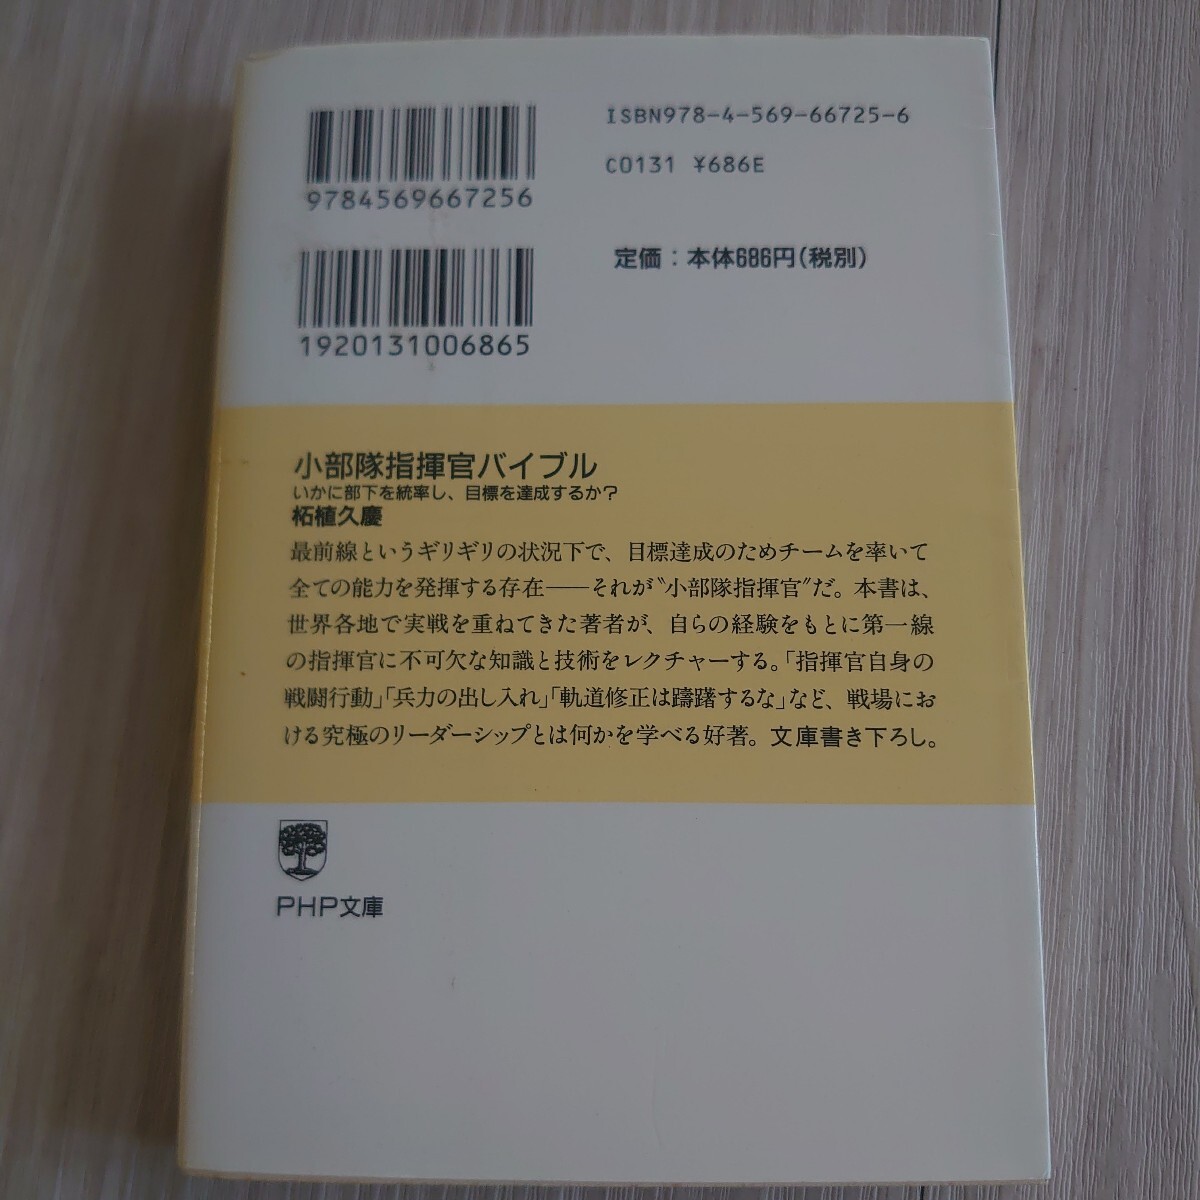 ISBN978-4-569-66725-6
C0131 ¥686E
9784569667256
定価：本体686円(税別)
1920131006865
小部隊指揮官バイブル
いかに部下を統率し、目標を達成するか?
柘植久慶
最前線というギリギリの状況下で、目標達成のためチームを率いて
全ての能力を発揮する存在──それが〝小部隊指揮官〟だ。本書は、
世界各地で実戦を重ねてきた著者が、自らの経験をもとに第一線
の指揮官に不可欠な知識と技術をレクチャーする。「指揮官自身の
戦闘行動」「兵力の出し入れ」「軌道修正は躊躇するな」など、戦場にお
ける究極のリーダーシップとは何かを学べる好著。文庫書き下ろし。
PHP文庫